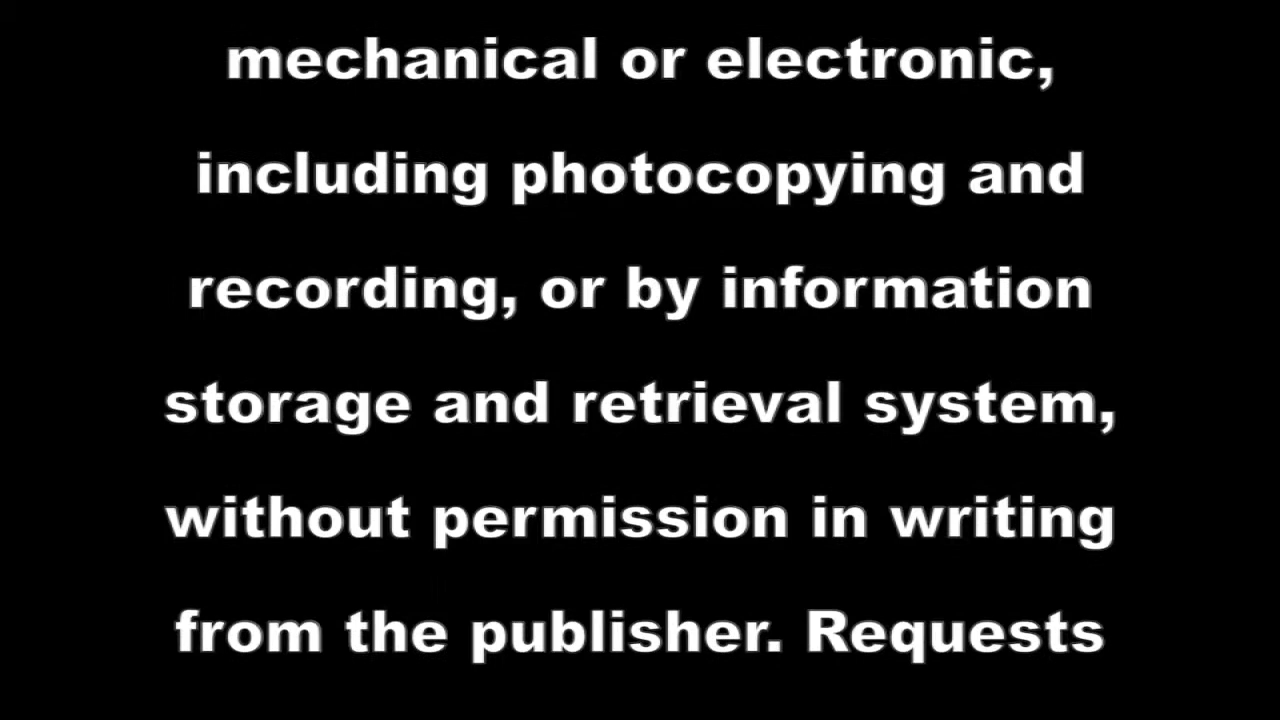 mechanical or electronic,
including photocopying and
recording, or by information
storage and retrieval system,
without permission in writing
from the publisher. Requests